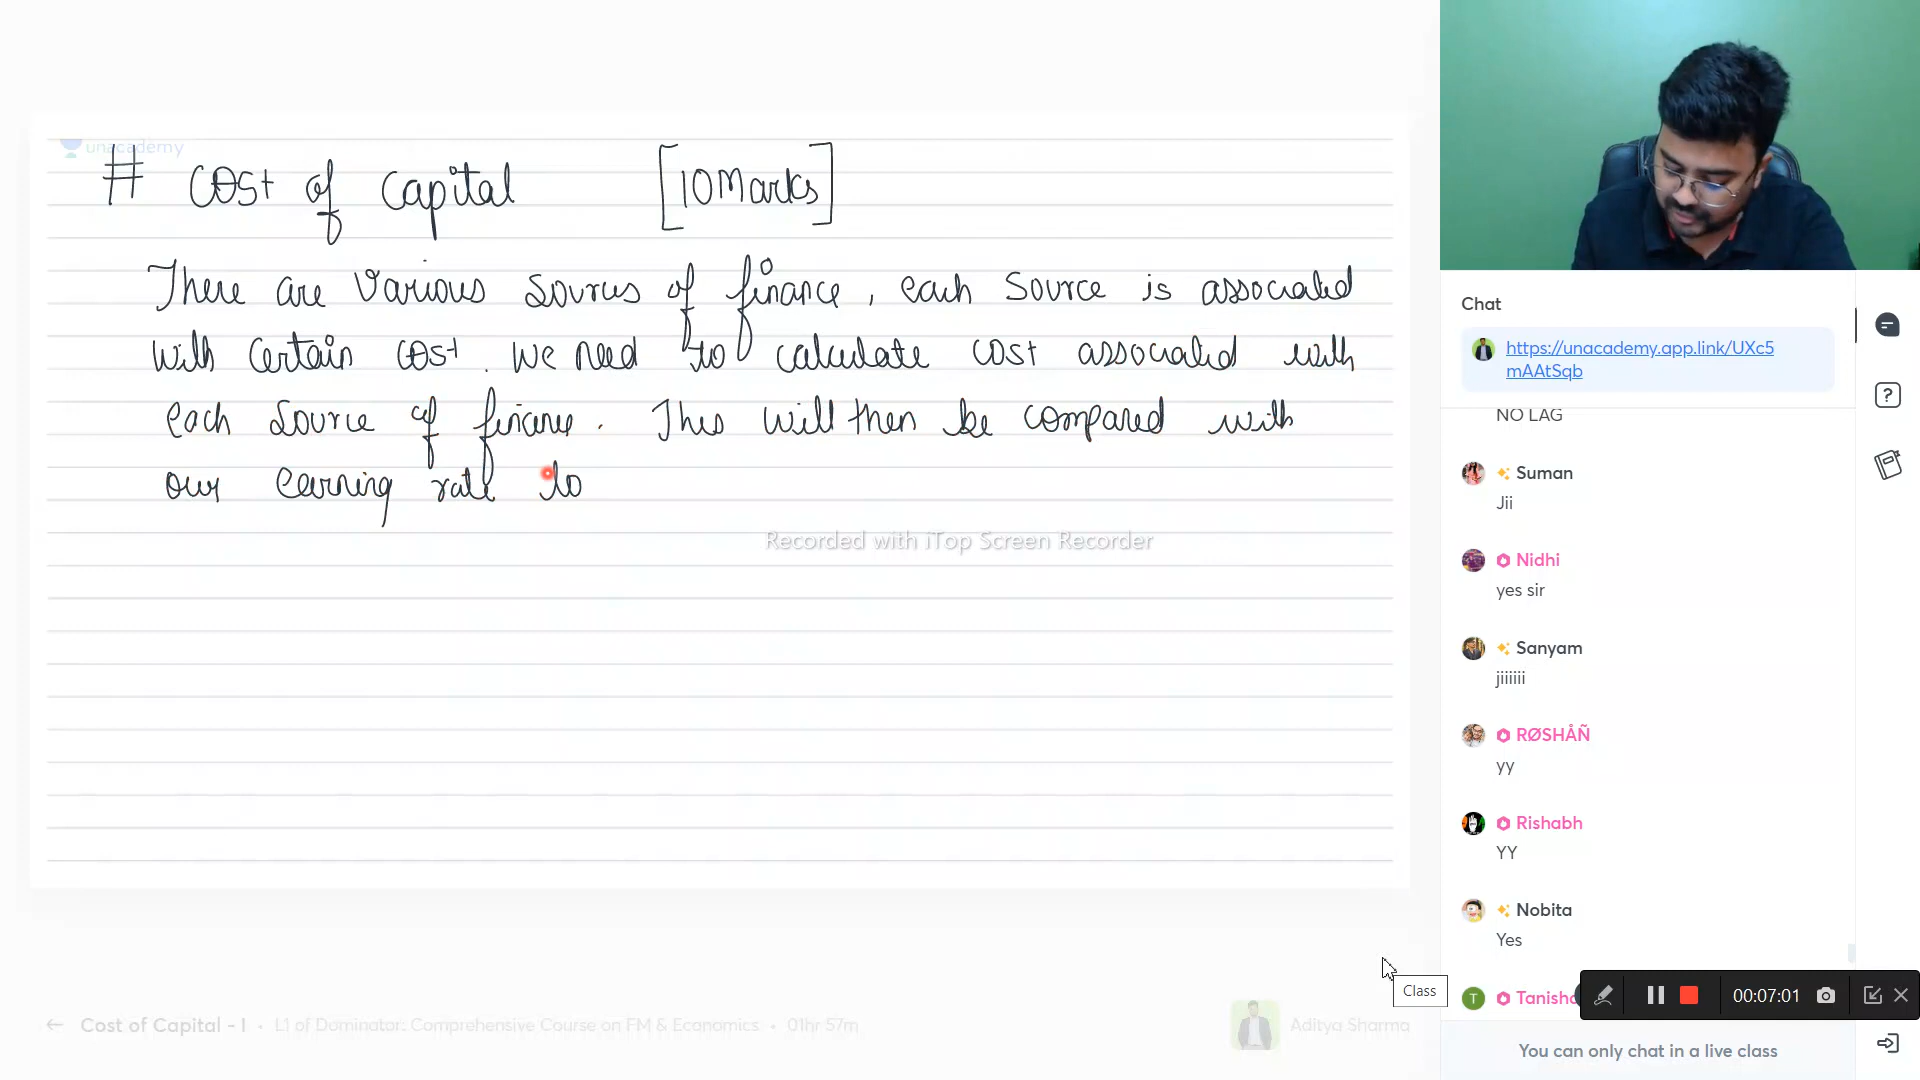 unacademy
# Cost of Capital [10 Marks]
There are various sources of finance, each source is associated
with certain cost. We need to calculate cost associated with
each source of finance. This will then be compared with
our earning rate to
Recorded with iTop Screen Recorder
Cost of Capital - I • L1 of Dominator: Comprehensive Course on FM & Economics • 01hr 57m
Aditya Sharma
Class
Chat
https://unacademy.app.link/UXc5
mAAtSqb
NO LAG
Suman
Jii
Nidhi
yes sir
Sanyam
jiiiiiii
RØSHÅÑ
yy
Rishabh
YY
Nobita
Yes
T Tanisha
00:07:01
You can only chat in a live class